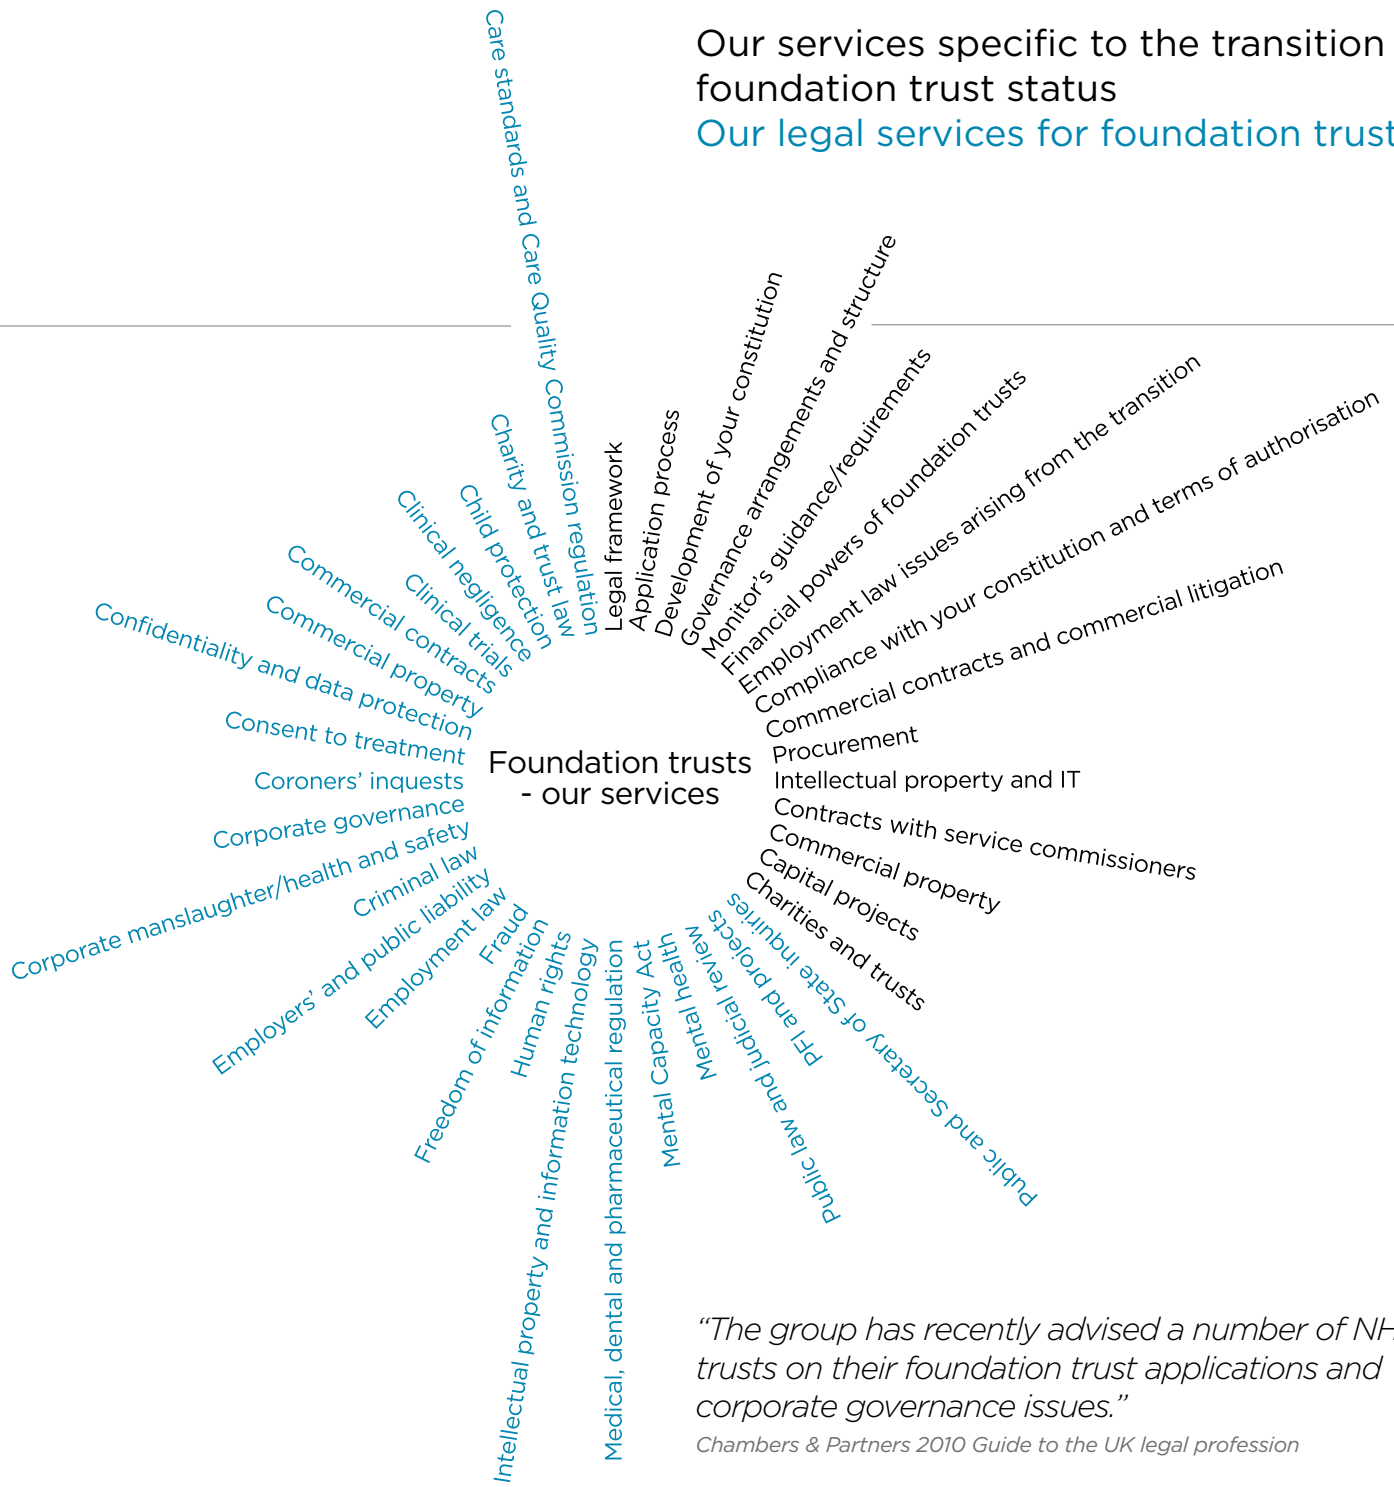 Our services specific to the transition
foundation trust status
Our legal services for foundation trust
Legal framework
Application process
Development of your constitution
Governance arrangements and structure
Monitor's guidance/requirements
Financial powers of foundation trusts
Employment law issues arising from the transition
Compliance with your constitution and terms of authorisation
Commercial contracts and commercial litigation
Procurement
Intellectual property and IT
Contracts with service commissioners
Commercial property
Capital projects
Charities and trusts
Public and Secretary of State inquiries
PFI and projects
Public law and judicial review
Mental health
Mental Capacity Act
Medical, dental and pharmaceutical regulation
Intellectual property and information technology
Human rights
Freedom of information
Fraud
Employment law
Employers' and public liability
Criminal law
Corporate manslaughter/health and safety
Corporate governance
Coroners' inquests
Consent to treatment
Confidentiality and data protection
Commercial property
Commercial contracts
Clinical trials
Clinical negligence
Child protection
Charity and trust law
Care standards and Care Quality Commission regulation
Foundation trusts
- our services
“The group has recently advised a number of NH
trusts on their foundation trust applications and
corporate governance issues.”
Chambers & Partners 2010 Guide to the UK legal profession